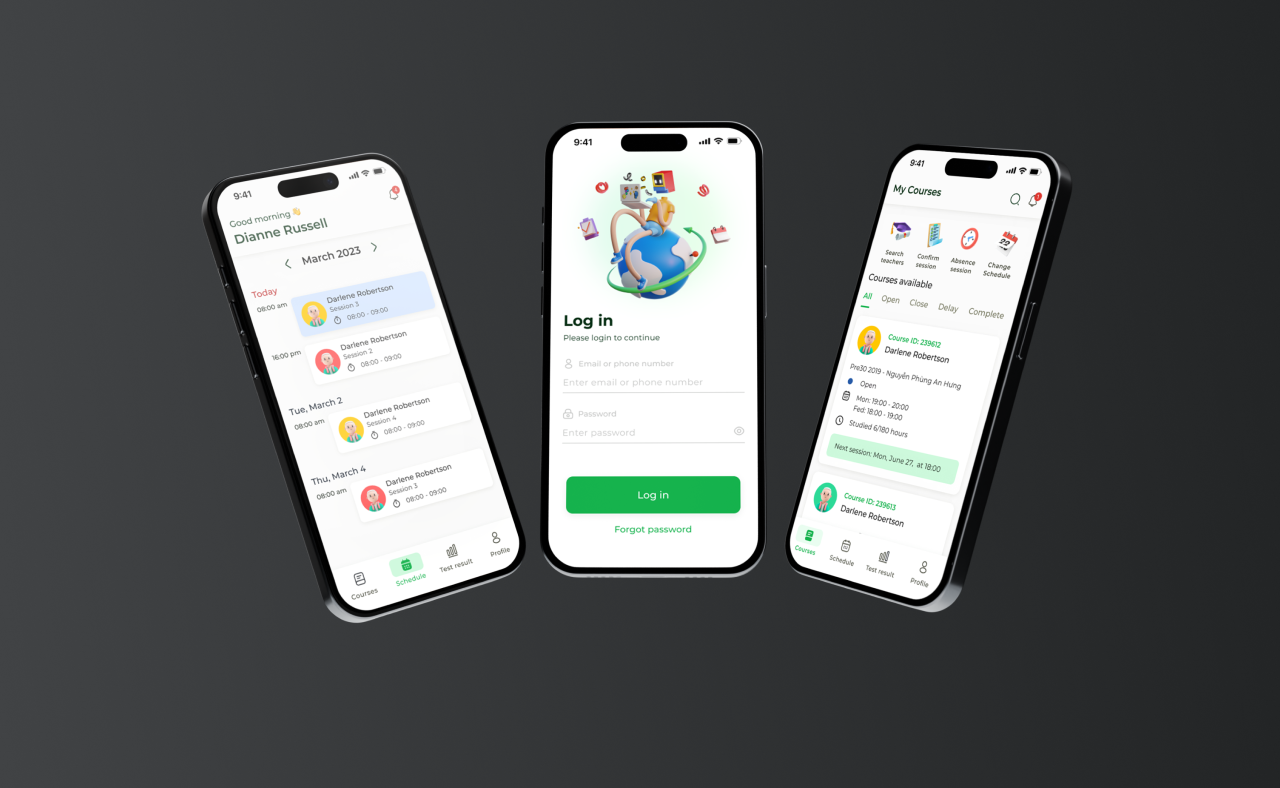 9:41
Good morning 👋
Dianne Russell
March 2023
Today
08:00 am
Darlene Robertson
Session 3
08:00 - 09:00
16:00 pm
Darlene Robertson
Session 2
08:00 - 09:00
Tue, March 2
08:00 am
Darlene Robertson
Session 4
08:00 - 09:00
Thu, March 4
08:00 am
Darlene Robertson
Session 3
08:00 - 09:00
Courses
Schedule
Test result
Profile
9:41
Log in
Please login to continue
Email or phone number
Enter email or phone number
Password
Enter password
Log in
Forgot password
9:41
My Courses
Search teachers
Confirm session
Absence session
22
Change Schedule
Courses available
All Open Close Delay Complete
Course ID: 239612
Darlene Robertson
Pre30 2019 - Nguyễn Phùng An Hưng
Open
Mon: 19:00 - 20:00
Fed: 18:00 - 19:00
Studied 6/180 hours
Next session: Mon, June 27, at 18:00
Course ID: 239613
Darlene Robertson
Courses
Schedule
Test result
Profile